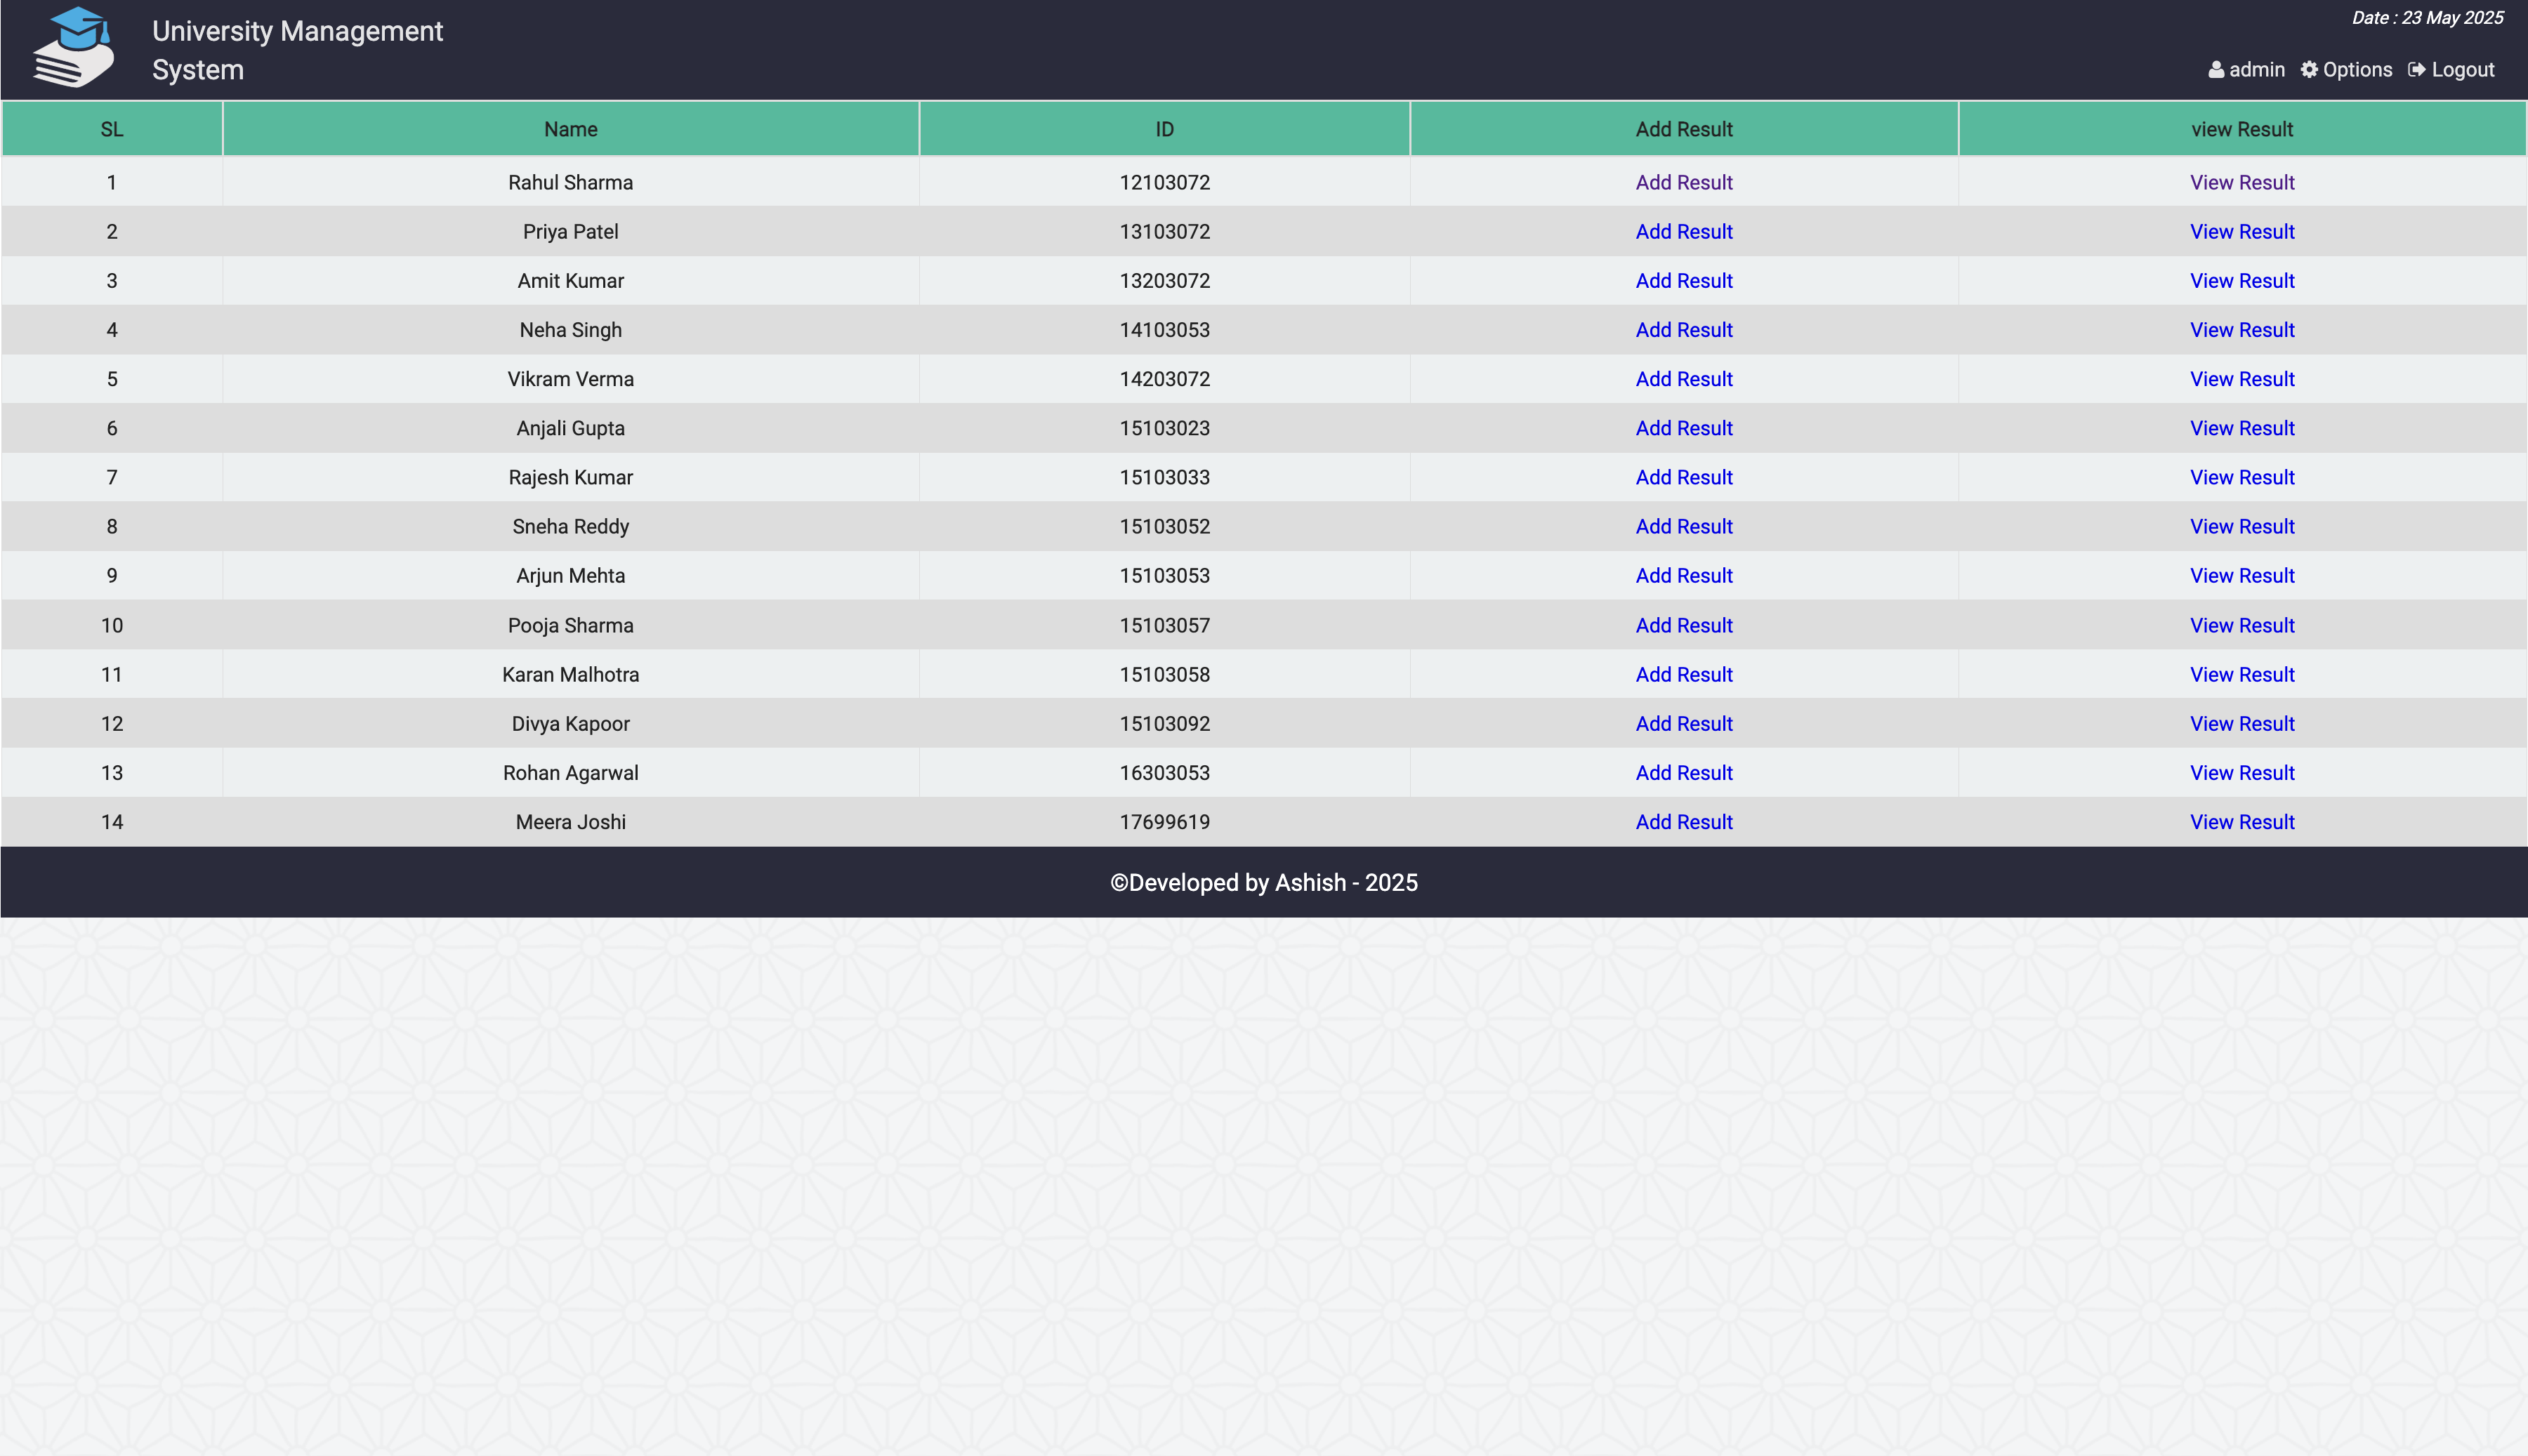 University Management
System
Date : 23 May 2025
admin Options Logout
SL Name ID Add Result view Result
1 Rahul Sharma 12103072 Add Result View Result
2 Priya Patel 13103072 Add Result View Result
3 Amit Kumar 13203072 Add Result View Result
4 Neha Singh 14103053 Add Result View Result
5 Vikram Verma 14203072 Add Result View Result
6 Anjali Gupta 15103023 Add Result View Result
7 Rajesh Kumar 15103033 Add Result View Result
8 Sneha Reddy 15103052 Add Result View Result
9 Arjun Mehta 15103053 Add Result View Result
10 Pooja Sharma 15103057 Add Result View Result
11 Karan Malhotra 15103058 Add Result View Result
12 Divya Kapoor 15103092 Add Result View Result
13 Rohan Agarwal 16303053 Add Result View Result
14 Meera Joshi 17699619 Add Result View Result
©Developed by Ashish - 2025